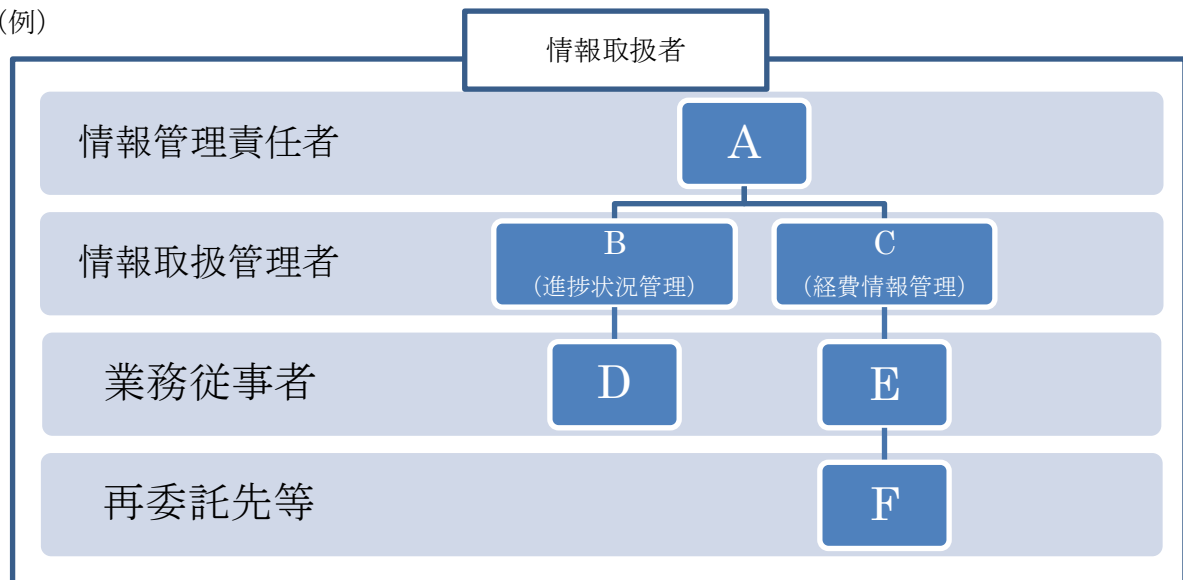 (例)
情報取扱者
情報管理責任者
A
情報取扱管理者
B
(進捗状況管理)
C
(経費情報管理)
業務従事者
D
E
再委託先等
F